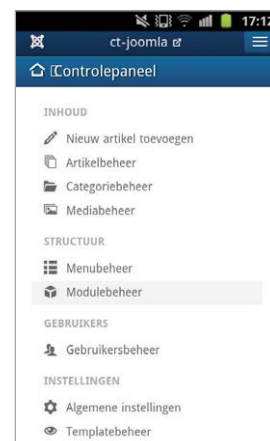 17:12
ct-joomla
Controlepaneel
INHOUD
Nieuw artikel toevoegen
Artikelbeheer
Categoriebeheer
Mediabeheer
STRUCTUUR
Menubeheer
Modulebeheer
GEBRUIKERS
Gebruikersbeheer
INSTELLINGEN
Algemene instellingen
Templatebeheer